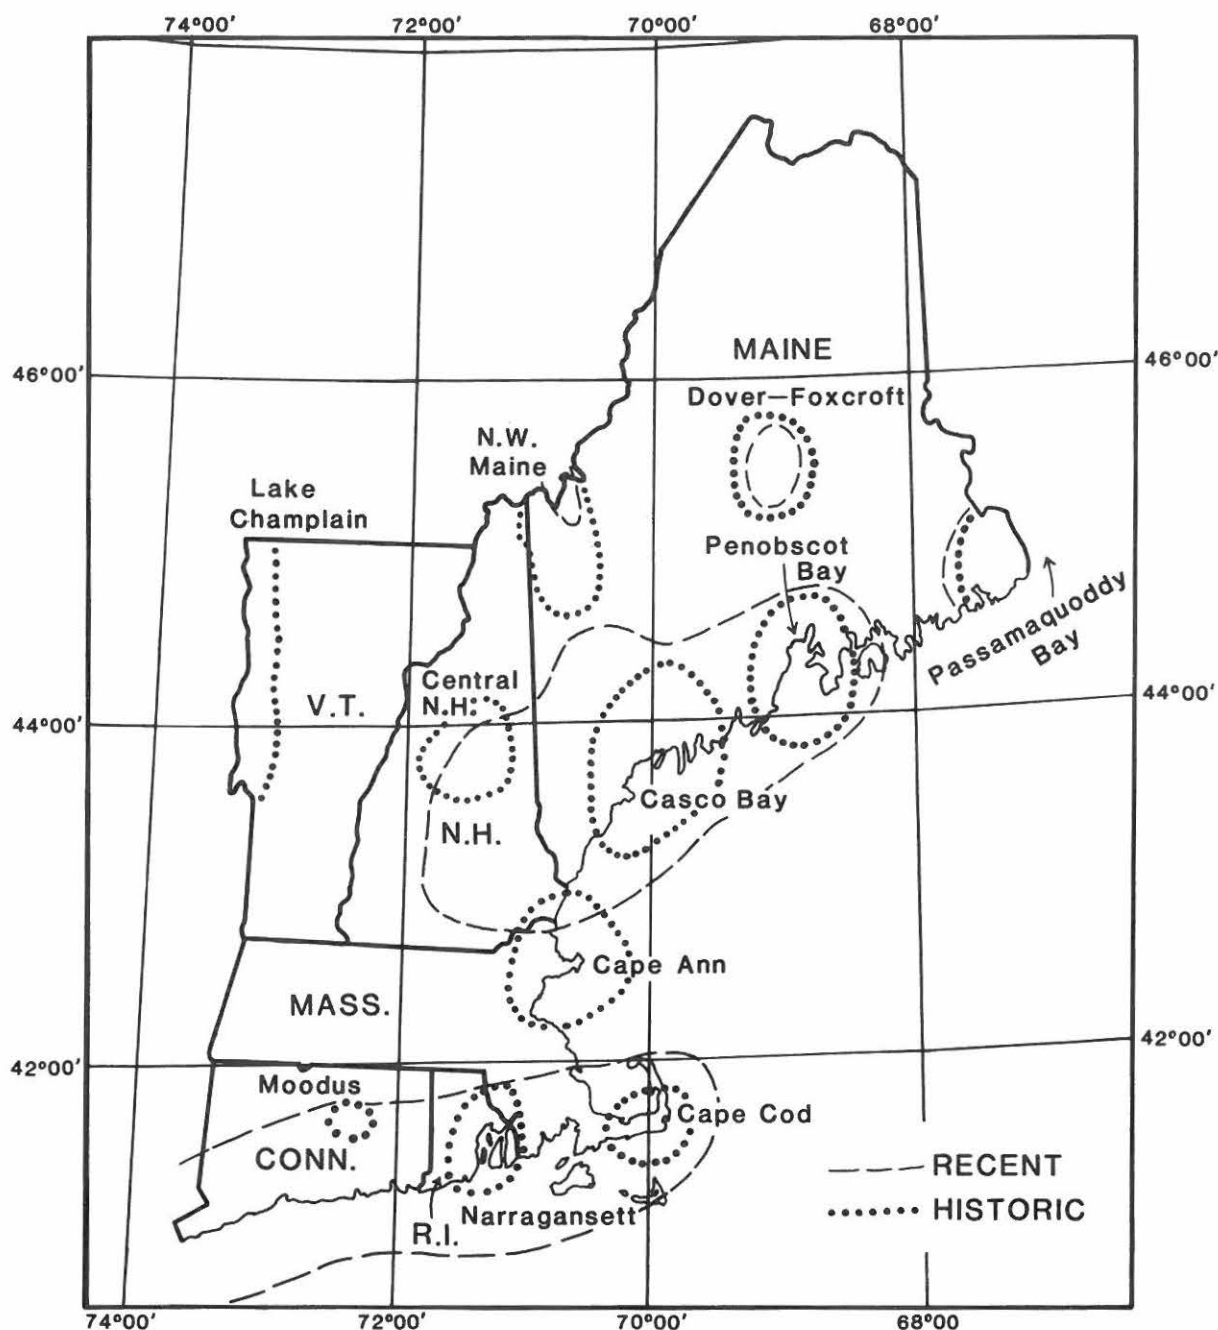 74°00′ 72°00′ 70°00′ 68°00′
MAINE
46°00′
46°00′
Dover–Foxcroft
N.W.
Maine
Lake
Champlain
Penobscot
Bay
Passamaquoddy
Bay
Central
N.H.
V.T.
44°00′
44°00′
Casco Bay
N.H.
Cape Ann
MASS.
42°00′
42°00′
Moodus
Cape Cod
CONN.
RECENT
HISTORIC
Narragansett
R.I.
74°00′ 72°00′ 70°00′ 68°00′